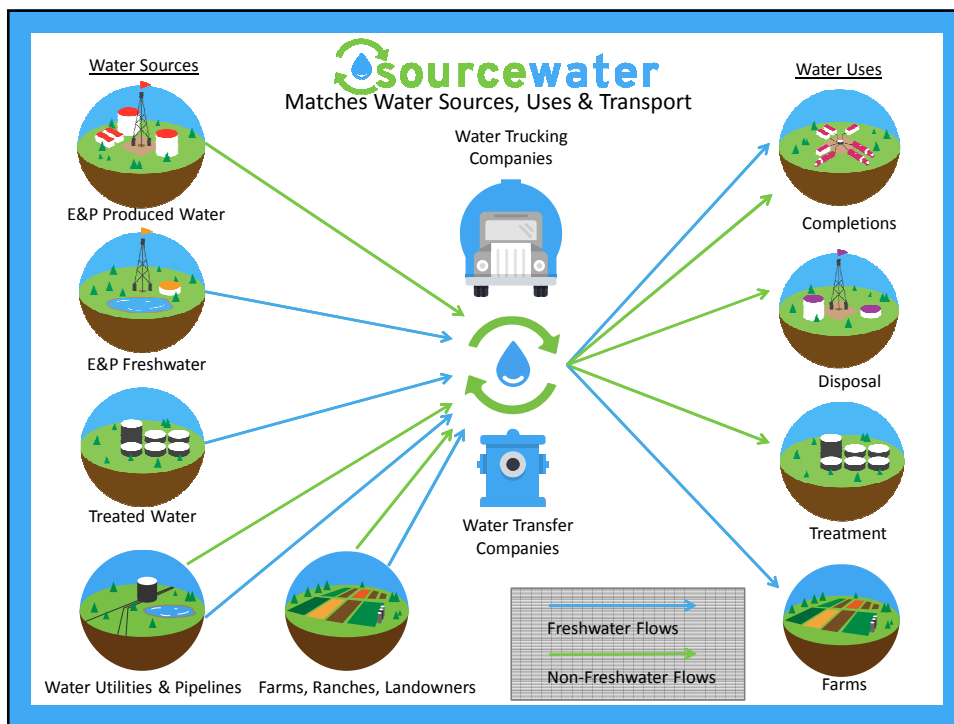 sourcewater
Matches Water Sources, Uses & Transport
Water Sources
E&P Produced Water
E&P Freshwater
Treated Water
Water Utilities & Pipelines
Farms, Ranches, Landowners
Water Trucking
Companies
Water Transfer
Companies
Freshwater Flows
Non-Freshwater Flows
Water Uses
Completions
Disposal
Treatment
Farms